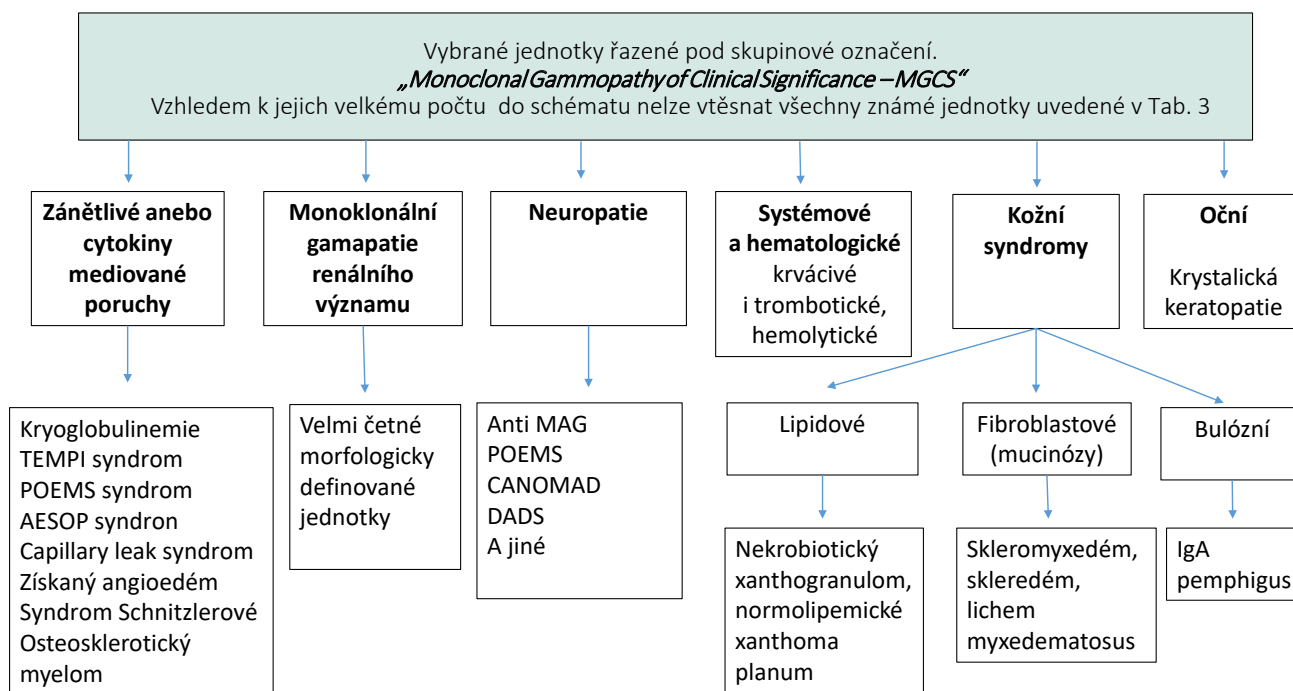 Vybrané jednotky řazené pod skupinové označení.
„Monoclonal Gammopathy of Clinical Significance – MGCS“
Vzhledem k jejich velkému počtu do schématu nelze vtěsnat všechny známé jednotky uvedené v Tab. 3
Zánětlivé anebo
cytokiny
mediované
poruchy
Monoklonální
gamapatie
renálního
významu
Neuropatie
Systémové
a hematologické
krvácivé
i trombotické,
hemolytické
Kožní
syndromy
Oční
Krystalická
keratopatie
Kryoglobulinemie
TEMPI syndrom
POEMS syndrom
AESOP syndron
Capillary leak syndrom
Získaný angioedém
Syndrom Schnitzlerové
Osteosklerotický
myelom
Velmi četné
morfologicky
definované
jednotky
Anti MAG
POEMS
CANOMAD
DADS
A jiné
Lipidové
Fibroblastové
(mucinózy)
Bulózní
Nekrobiotický
xanthogranulom,
normolipemické
xanthoma
planum
Skleromyxedém,
skleredém,
lichem
myxedematosus
IgA
pemphigus